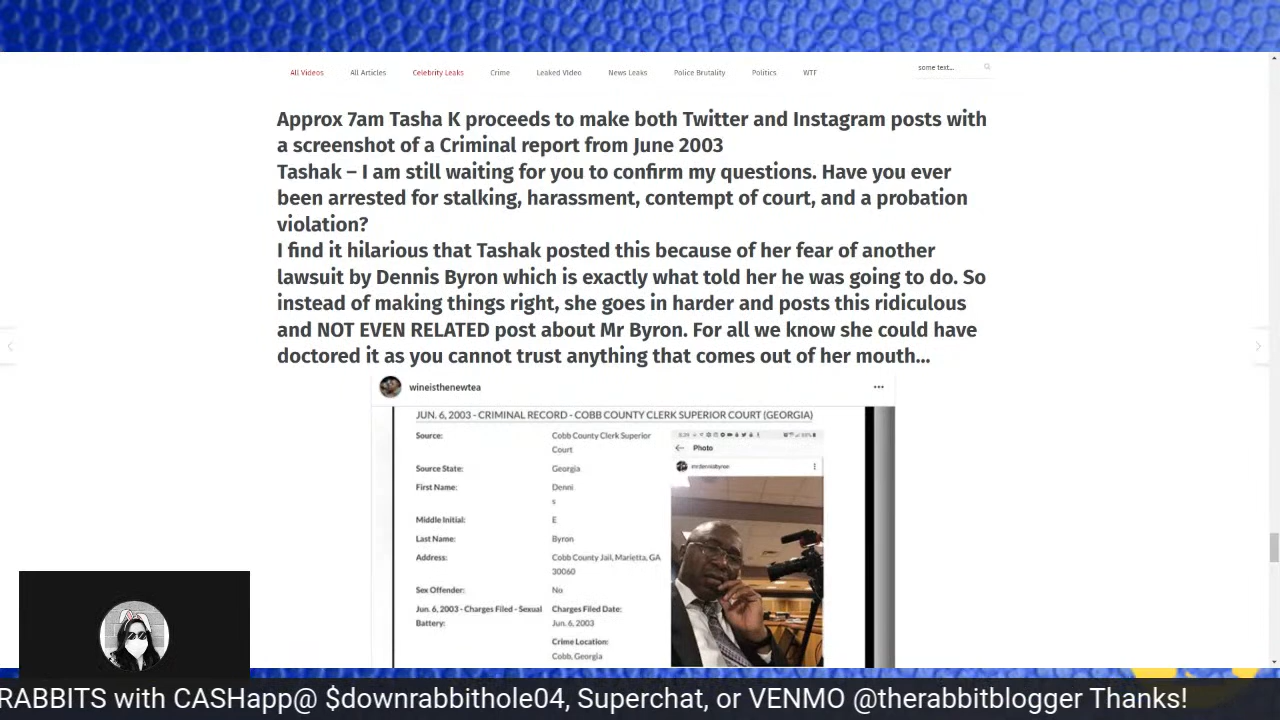 All Videos All Articles Celebrity Leaks Crime Leaked Video News Leaks Police Brutality Politics WTF some text...
Approx 7am Tasha K proceeds to make both Twitter and Instagram posts with
a screenshot of a Criminal report from June 2003
Tashak – I am still waiting for you to confirm my questions. Have you ever
been arrested for stalking, harassment, contempt of court, and a probation
violation?
I find it hilarious that Tashak posted this because of her fear of another
lawsuit by Dennis Byron which is exactly what told her he was going to do. So
instead of making things right, she goes in harder and posts this ridiculous
and NOT EVEN RELATED post about Mr Byron. For all we know she could have
doctored it as you cannot trust anything that comes out of her mouth...
wineisthenewtea
JUN. 6, 2003 - CRIMINAL RECORD - COBB COUNTY CLERK SUPERIOR COURT (GEORGIA)
Source: Cobb County Clerk Superior
Court
Source State: Georgia
First Name: Denni
s
Middle Initial: E
Last Name: Byron
Address: Cobb County Jail, Marietta, GA
30060
Sex Offender: No
Jun. 6, 2003 - Charges Filed - Sexual Charges Filed Date:
Battery: Jun. 6, 2003
Crime Location:
Cobb, Georgia
Photo
mrdennisbyron
RABBITS with CASHapp@ $downrabbithole04, Superchat, or VENMO @therabbitblogger Thanks!